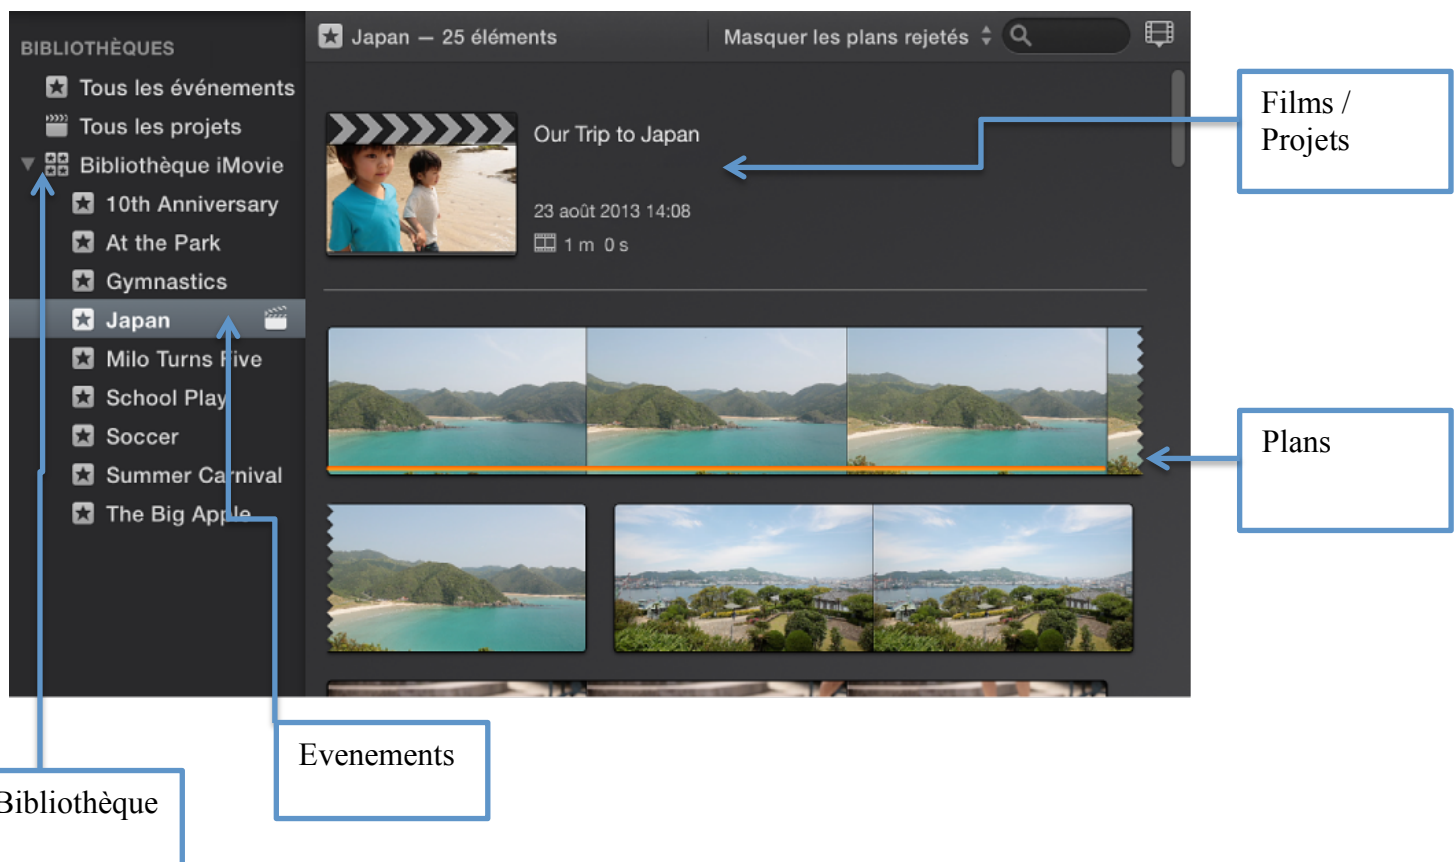 BIBLIOTHÈQUES
Tous les événements
Tous les projets
Bibliothèque iMovie
10th Anniversary
At the Park
Gymnastics
Japan
Milo Turns Five
School Play
Soccer
Summer Carnival
The Big Apple
Japan – 25 éléments
Masquer les plans rejetés
Our Trip to Japan
23 août 2013 14:08
1 m 0 s
Films /
Projets
Plans
Evenements
Bibliothèque